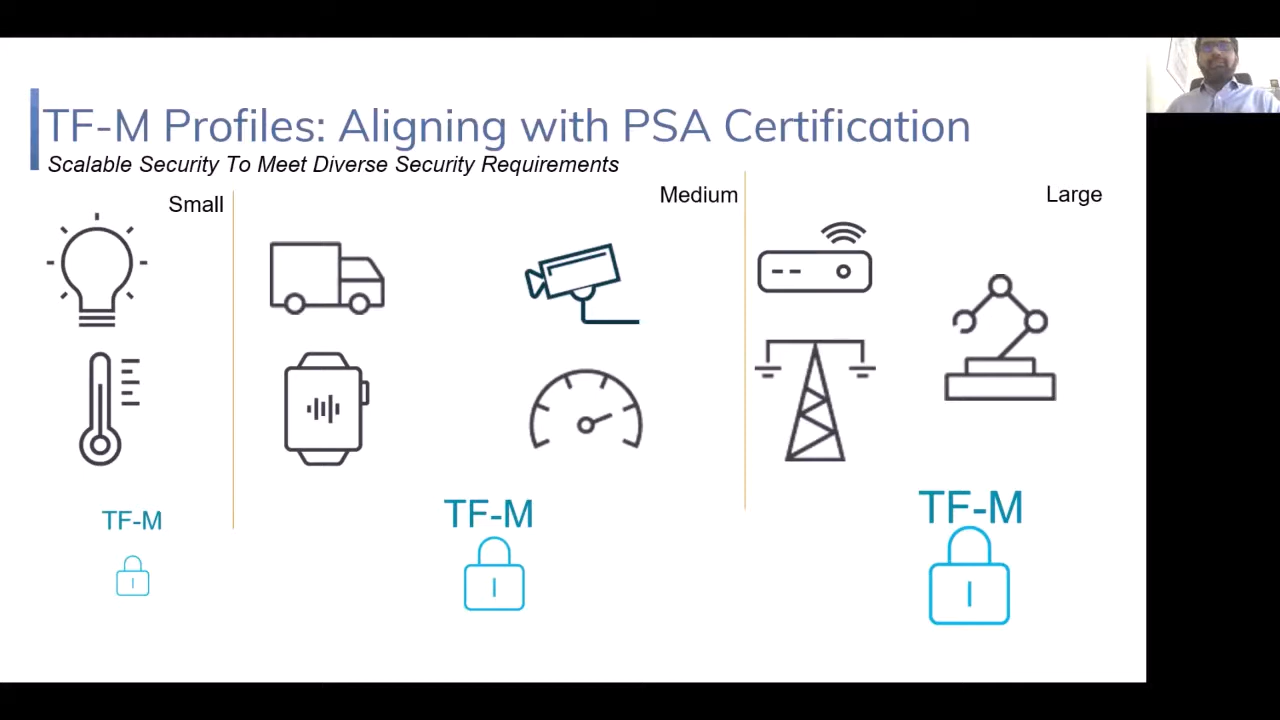 TF-M Profiles: Aligning with PSA Certification
Scalable Security To Meet Diverse Security Requirements
Small
Medium
Large
TF-M
TF-M
TF-M